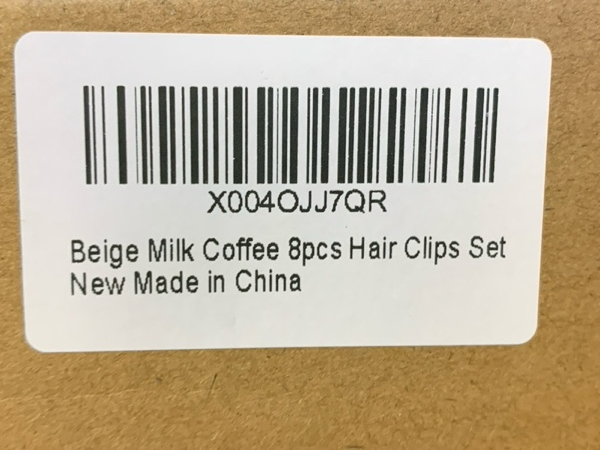 X004OJJ7QR
Beige Milk Coffee 8pcs Hair Clips Set
New Made in China